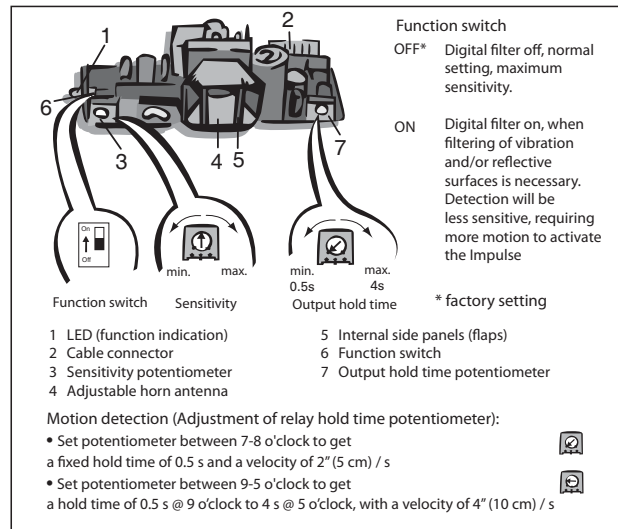 1
2
6
3
4
5
7
On
Off
min.
max.
min.
0.5s
max.
4s
Function switch
Sensitivity
Output hold time
Function switch
OFF* Digital filter off, normal
setting, maximum
sensitivity.
ON Digital filter on, when
filtering of vibration
and/or reflective
surfaces is necessary.
Detection will be
less sensitive, requiring
more motion to activate
the Impulse
* factory setting
1 LED (function indication)
2 Cable connector
3 Sensitivity potentiometer
4 Adjustable horn antenna
5 Internal side panels (flaps)
6 Function switch
7 Output hold time potentiometer
Motion detection (Adjustment of relay hold time potentiometer):
• Set potentiometer between 7-8 o'clock to get
a fixed hold time of 0.5 s and a velocity of 2” (5 cm) / s
• Set potentiometer between 9-5 o'clock to get
a hold time of 0.5 s @ 9 o’clock to 4 s @ 5 o’clock, with a velocity of 4” (10 cm) / s